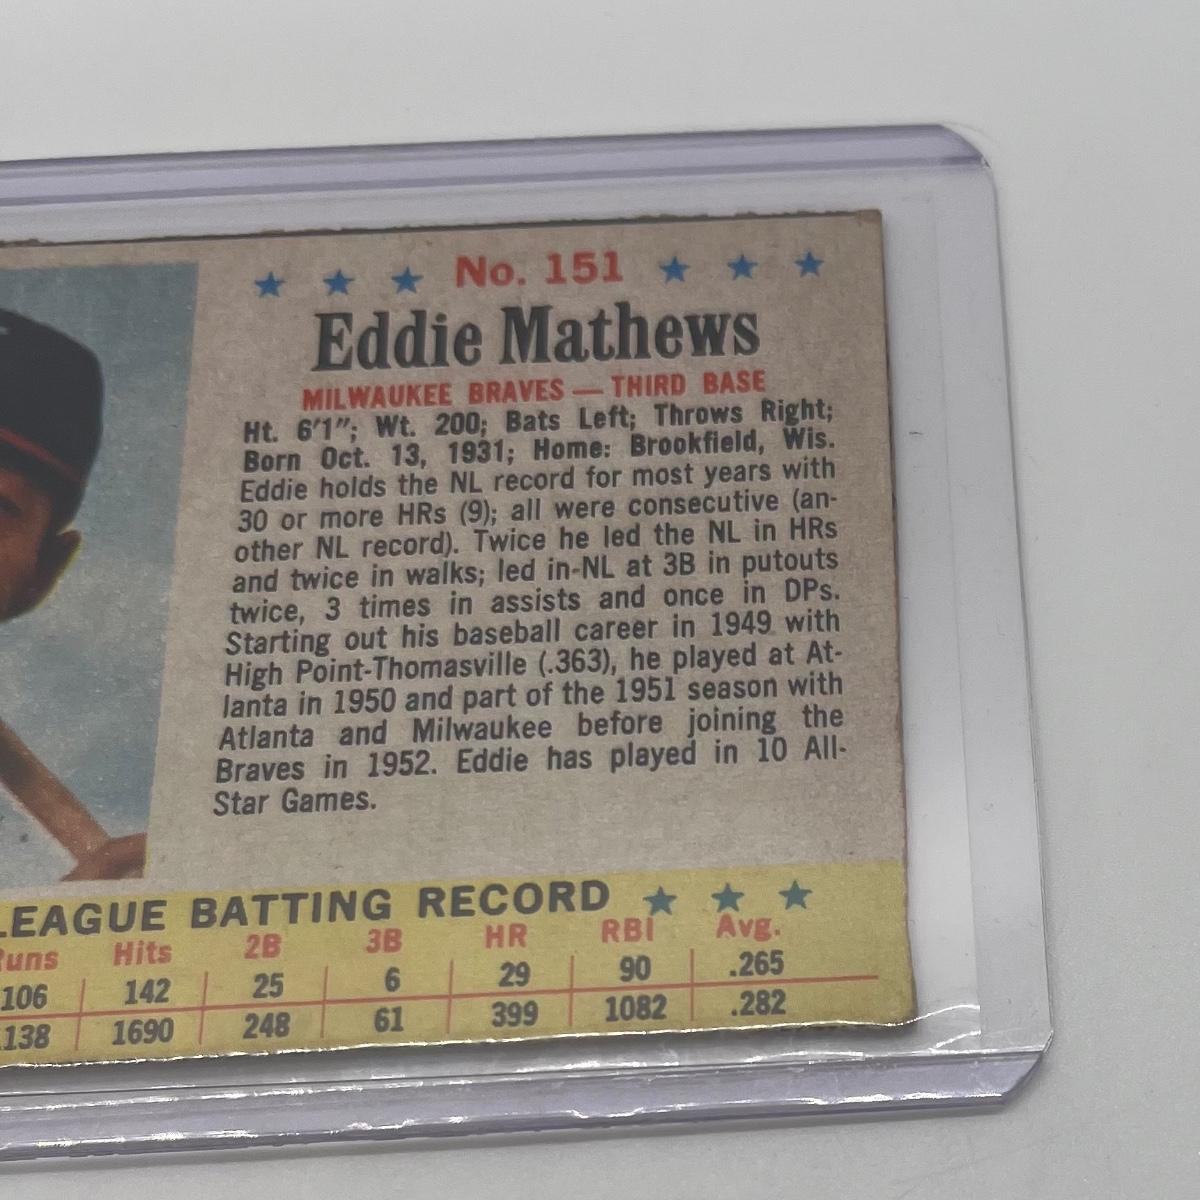 No. 151
Eddie Mathews
MILWAUKEE BRAVES — THIRD BASE
Ht. 6'1"; Wt. 200; Bats Left; Throws Right;
Born Oct. 13, 1931; Home: Brookfield, Wis.
Eddie holds the NL record for most years with
30 or more HRs (9); all were consecutive (an-
other NL record). Twice he led the NL in HRs
and twice in walks; led in-NL at 3B in putouts
twice, 3 times in assists and once in DPs.
Starting out his baseball career in 1949 with
High Point-Thomasville (.363), he played at At-
lanta in 1950 and part of the 1951 season with
Atlanta and Milwaukee before joining the
Braves in 1952. Eddie has played in 10 All-
Star Games.
LEAGUE BATTING RECORD
Runs Hits 2B 3B HR RBI Avg.
106 142 25 6 29 90 .265
138 1690 248 61 399 1082 .282